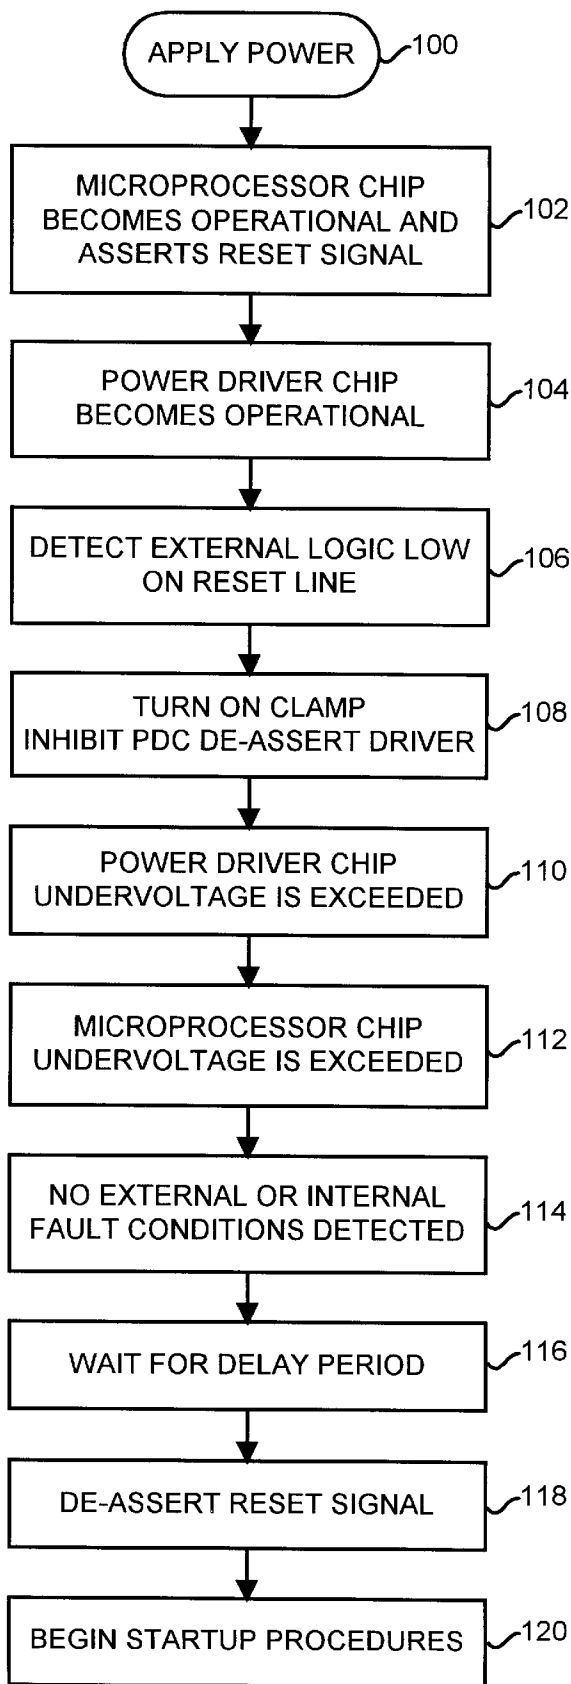 APPLY POWER
100
MICROPROCESSOR CHIP
BECOMES OPERATIONAL AND
ASSERTS RESET SIGNAL
102
POWER DRIVER CHIP
BECOMES OPERATIONAL
104
DETECT EXTERNAL LOGIC LOW
ON RESET LINE
106
TURN ON CLAMP
INHIBIT PDC DE-ASSERT DRIVER
108
POWER DRIVER CHIP
UNDERVOLTAGE IS EXCEEDED
110
MICROPROCESSOR CHIP
UNDERVOLTAGE IS EXCEEDED
112
NO EXTERNAL OR INTERNAL
FAULT CONDITIONS DETECTED
114
WAIT FOR DELAY PERIOD
116
DE-ASSERT RESET SIGNAL
118
BEGIN STARTUP PROCEDURES
120